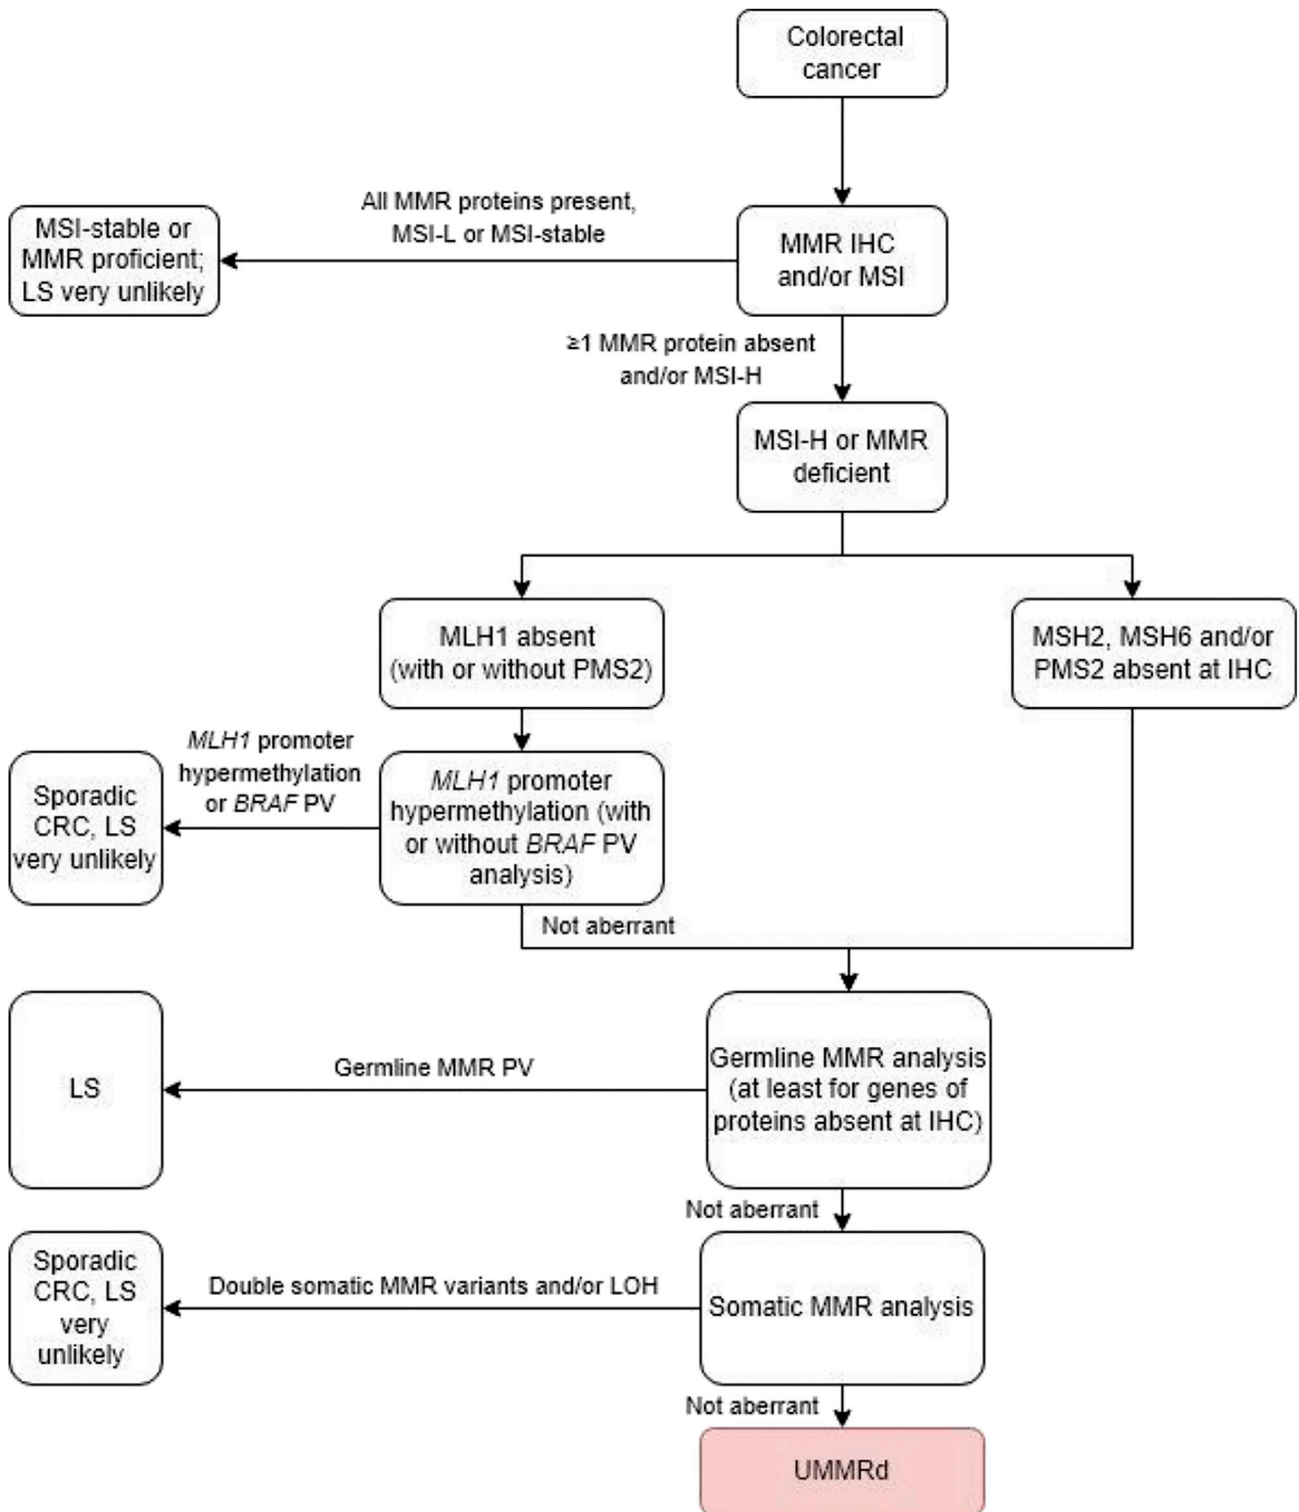 Colorectal
cancer
All MMR proteins present,
MSI-L or MSI-stable
MSI-stable or
MMR proficient;
LS very unlikely
MMR IHC
and/or MSI
≥1 MMR protein absent
and/or MSI-H
MSI-H or MMR
deficient
MLH1 absent
(with or without PMS2)
MSH2, MSH6 and/or
PMS2 absent at IHC
MLH1 promoter
hypermethylation
or BRAF PV
Sporadic
CRC, LS
very unlikely
MLH1 promoter
hypermethylation (with
or without BRAF PV
analysis)
Not aberrant
LS
Germline MMR PV
Germline MMR analysis
(at least for genes of
proteins absent at IHC)
Not aberrant
Sporadic
CRC, LS
very
unlikely
Double somatic MMR variants and/or LOH
Somatic MMR analysis
Not aberrant
UMMRd